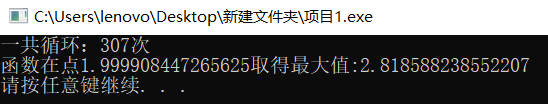 C:\Users\lenovo\Desktop\新建文件夹\项目1.exe
一共循环：307次
函数在点1.999908447265625取得最大值:2.818588238552207
请按任意键继续. . .